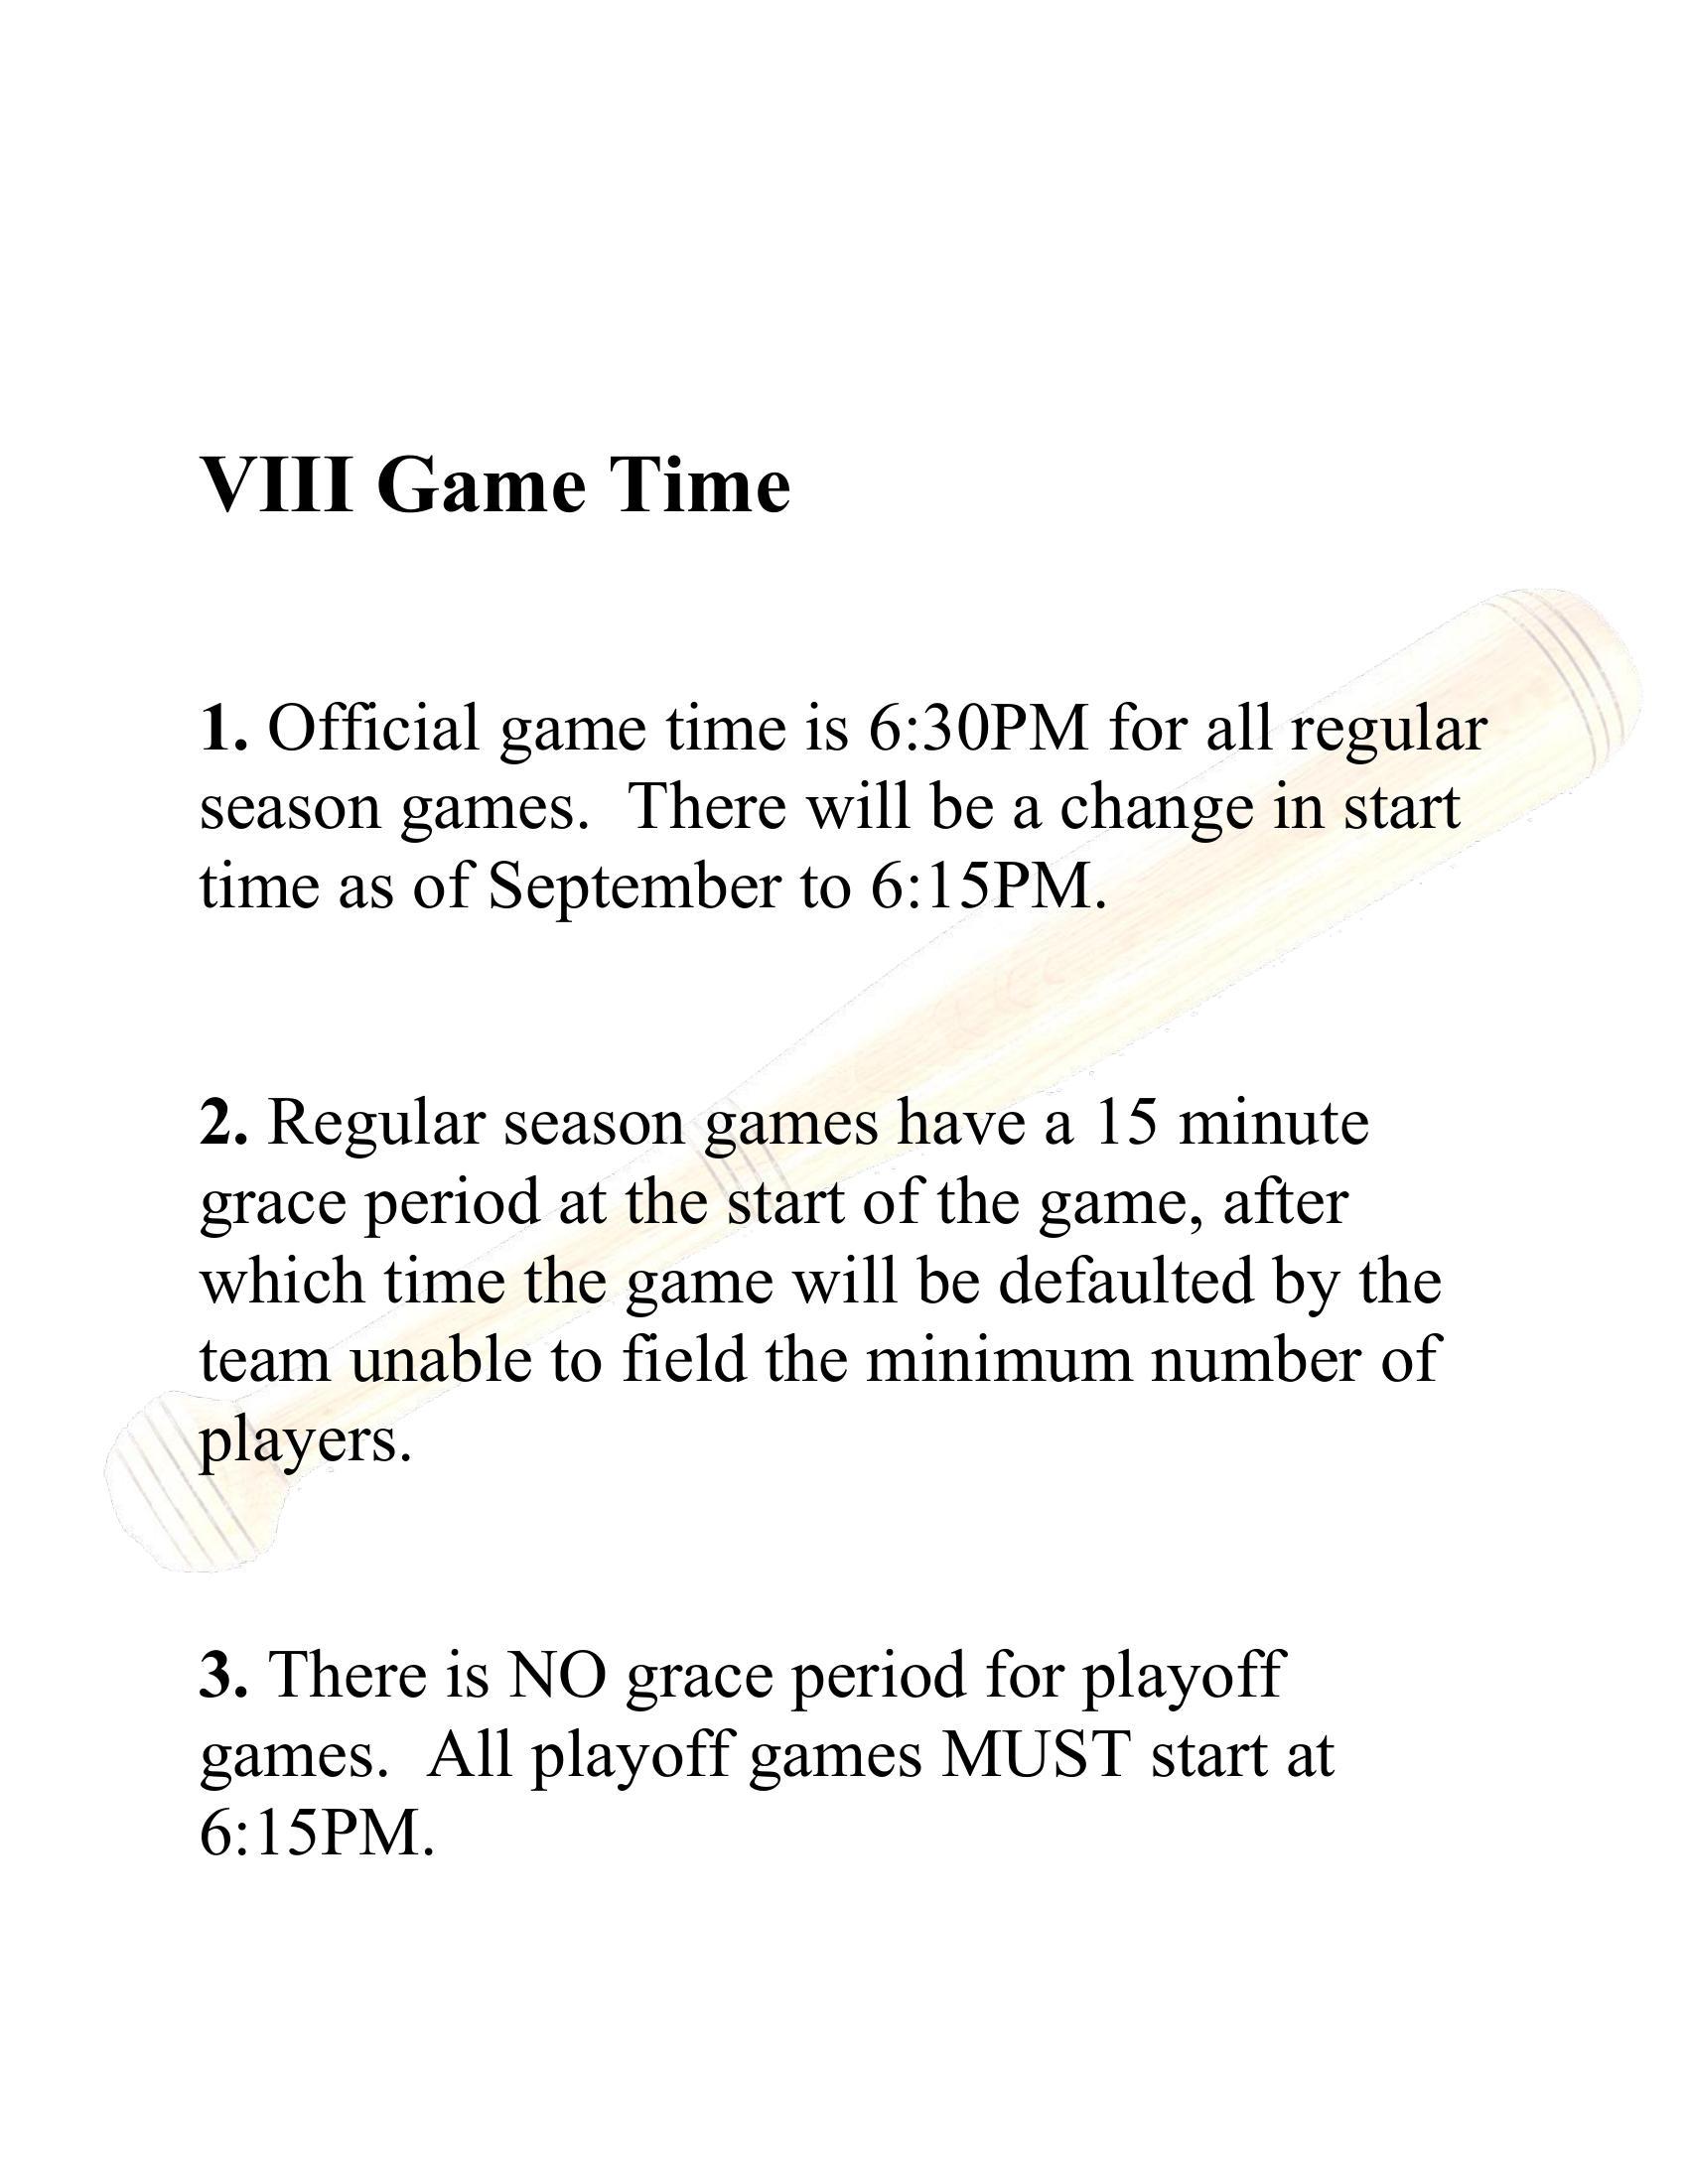 VIII Game Time
1. Official game time is 6:30PM for all regular
season games.  There will be a change in start
time as of September to 6:15PM.
2. Regular season games have a 15 minute
grace period at the start of the game, after
which time the game will be defaulted by the
team unable to field the minimum number of
players.
3. There is NO grace period for playoff
games.  All playoff games MUST start at
6:15PM.